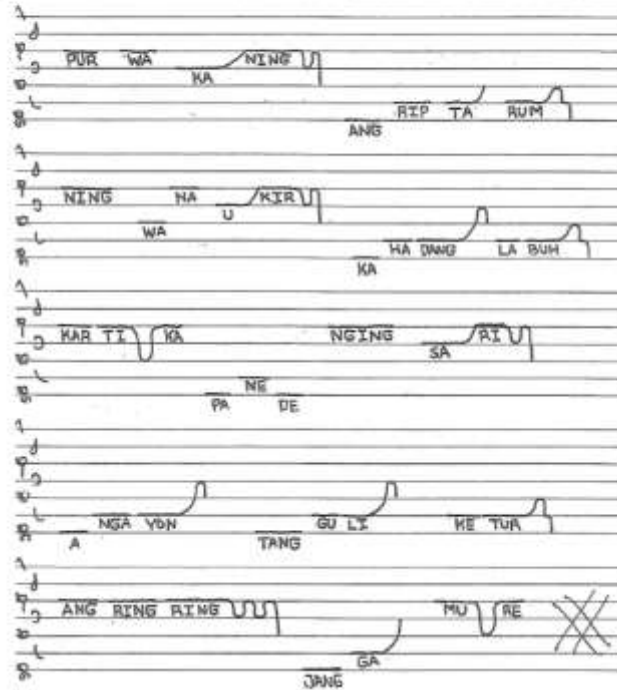 PUR WA KA NING ANG RIP TA RUM
NING WA NA U KIR KA HA DANG LA BUH
KAR TI KA PA NE DE NGING SA RI
A NGA YON TANG GU LI KE TUR
ANG RING RING JANG GA MU RE